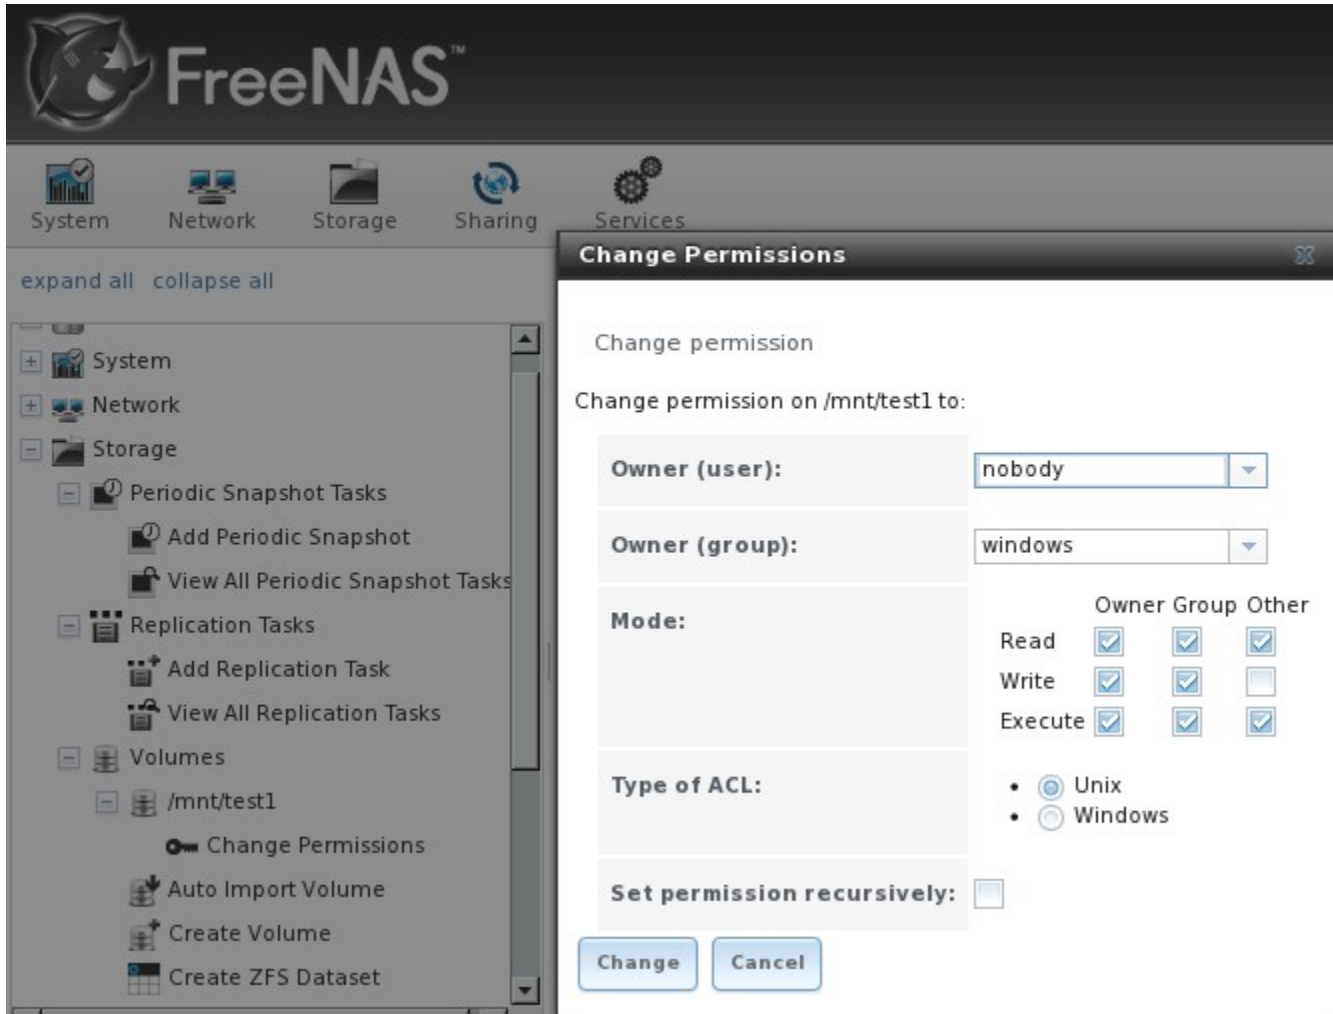 FreeNAS™
System Network Storage Sharing Services
expand all collapse all
System
Network
Storage
Periodic Snapshot Tasks
Add Periodic Snapshot
View All Periodic Snapshot Tasks
Replication Tasks
Add Replication Task
View All Replication Tasks
Volumes
/mnt/test1
Change Permissions
Auto Import Volume
Create Volume
Create ZFS Dataset
Change Permissions
Change permission
Change permission on /mnt/test1 to:
Owner (user): nobody
Owner (group): windows
Mode:
Owner Group Other
Read
Write
Execute
Type of ACL:
• Unix
• Windows
Set permission recursively:
Change Cancel